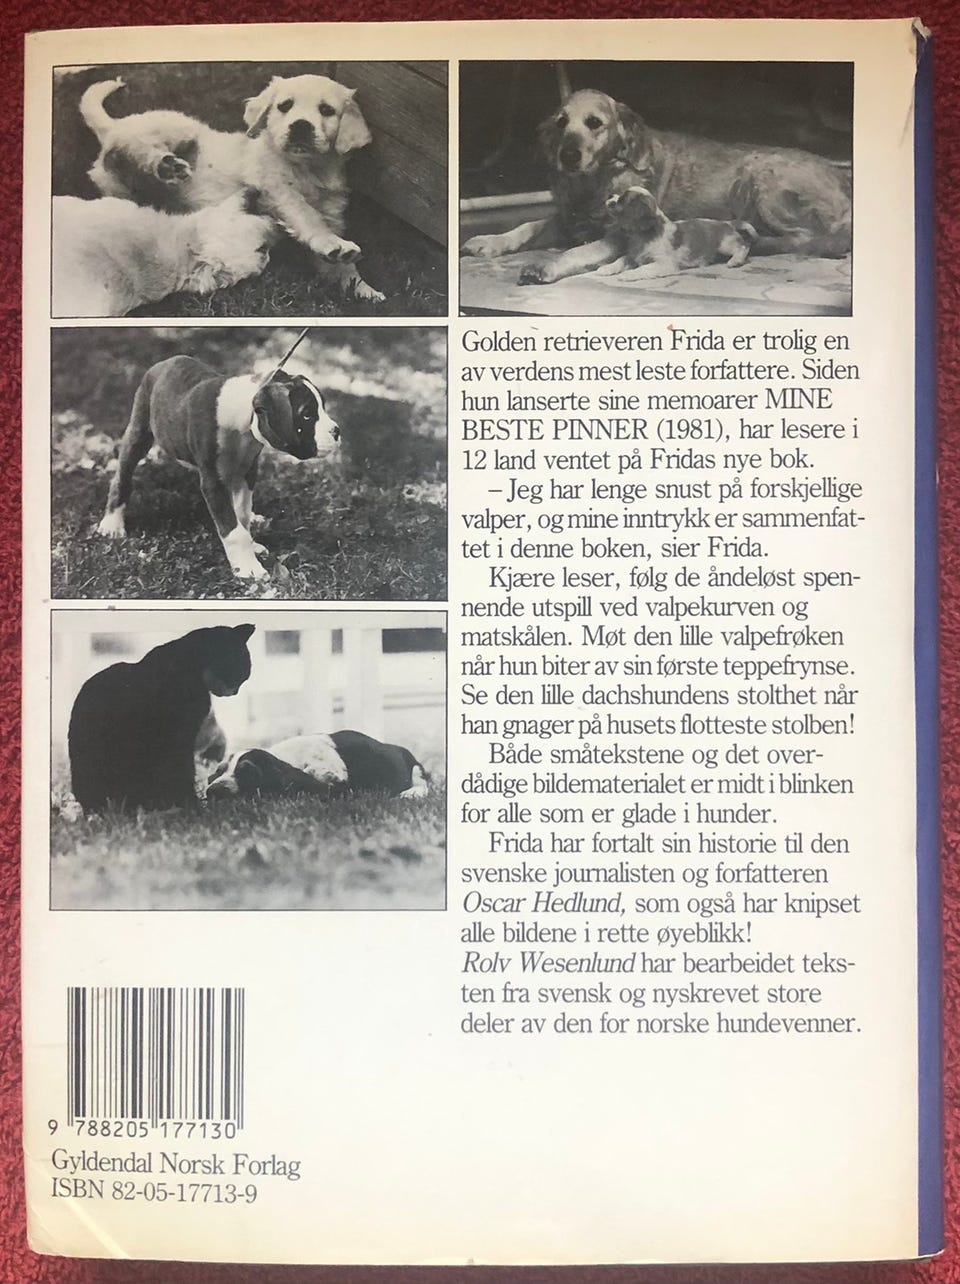 Golden retrieveren Frida er trolig en
av verdens mest leste forfattere. Siden
hun lanserte sine memoarer MINE
BESTE PINNER (1981), har lesere i
12 land ventet på Fridas nye bok.
– Jeg har lenge snust på forskjellige
valper, og mine inntrykk er sammenfat-
tet i denne boken, sier Frida.
Kjære leser, følg de åndeløst spen-
nende utspill ved valpekurven og
matskålen. Møt den lille valpefrøken
når hun biter av sin første teppefrynse.
Se den lille dachshundens stolthet når
han gnager på husets flotteste stolben!
Både småtekstene og det over-
dådige bildematerialet er midt i blinken
for alle som er glade i hunder.
Frida har fortalt sin historie til den
svenske journalisten og forfatteren
Oscar Hedlund, som også har knipset
alle bildene i rette øyeblikk!
Rolv Wesenlund har bearbeidet teks-
ten fra svensk og nyskrevet store
deler av den for norske hundevenner.
9 788205 177130
Gyldendal Norsk Forlag
ISBN 82-05-17713-9